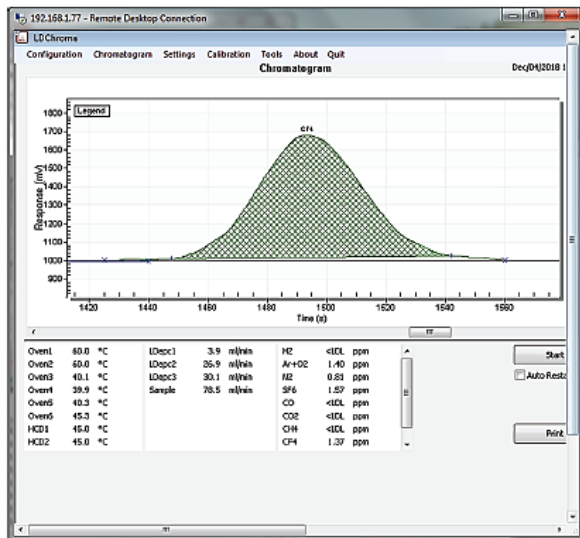 192.168.1.77 - Remote Desktop Connection
LDChroma
Configuration Chromatogram Settings Calibration Tools About Quit
Chromatogram Dec/04/2018 1
Legend
CF4
Response (mV)
1800
1700
1600
1500
1400
1300
1200
1100
1000
900
1420 1440 1460 1480 1500 1520 1540 1560
Time (s)
Oven1 60.0 °C LDepc1 3.9 ml/min H2 <LDL ppm
Oven2 60.0 °C LDepc2 26.9 ml/min Ar+O2 1.40 ppm
Oven3 40.1 °C LDepc3 30.1 ml/min N2 0.81 ppm
Oven4 39.9 °C Sample 78.5 ml/min SF6 1.57 ppm
Oven5 40.3 °C CO <LDL ppm
Oven6 45.3 °C CO2 <LDL ppm
HCD1 45.0 °C CH4 <LDL ppm
HCD2 45.0 °C CF4 1.37 ppm
Start
Auto Resta
Print